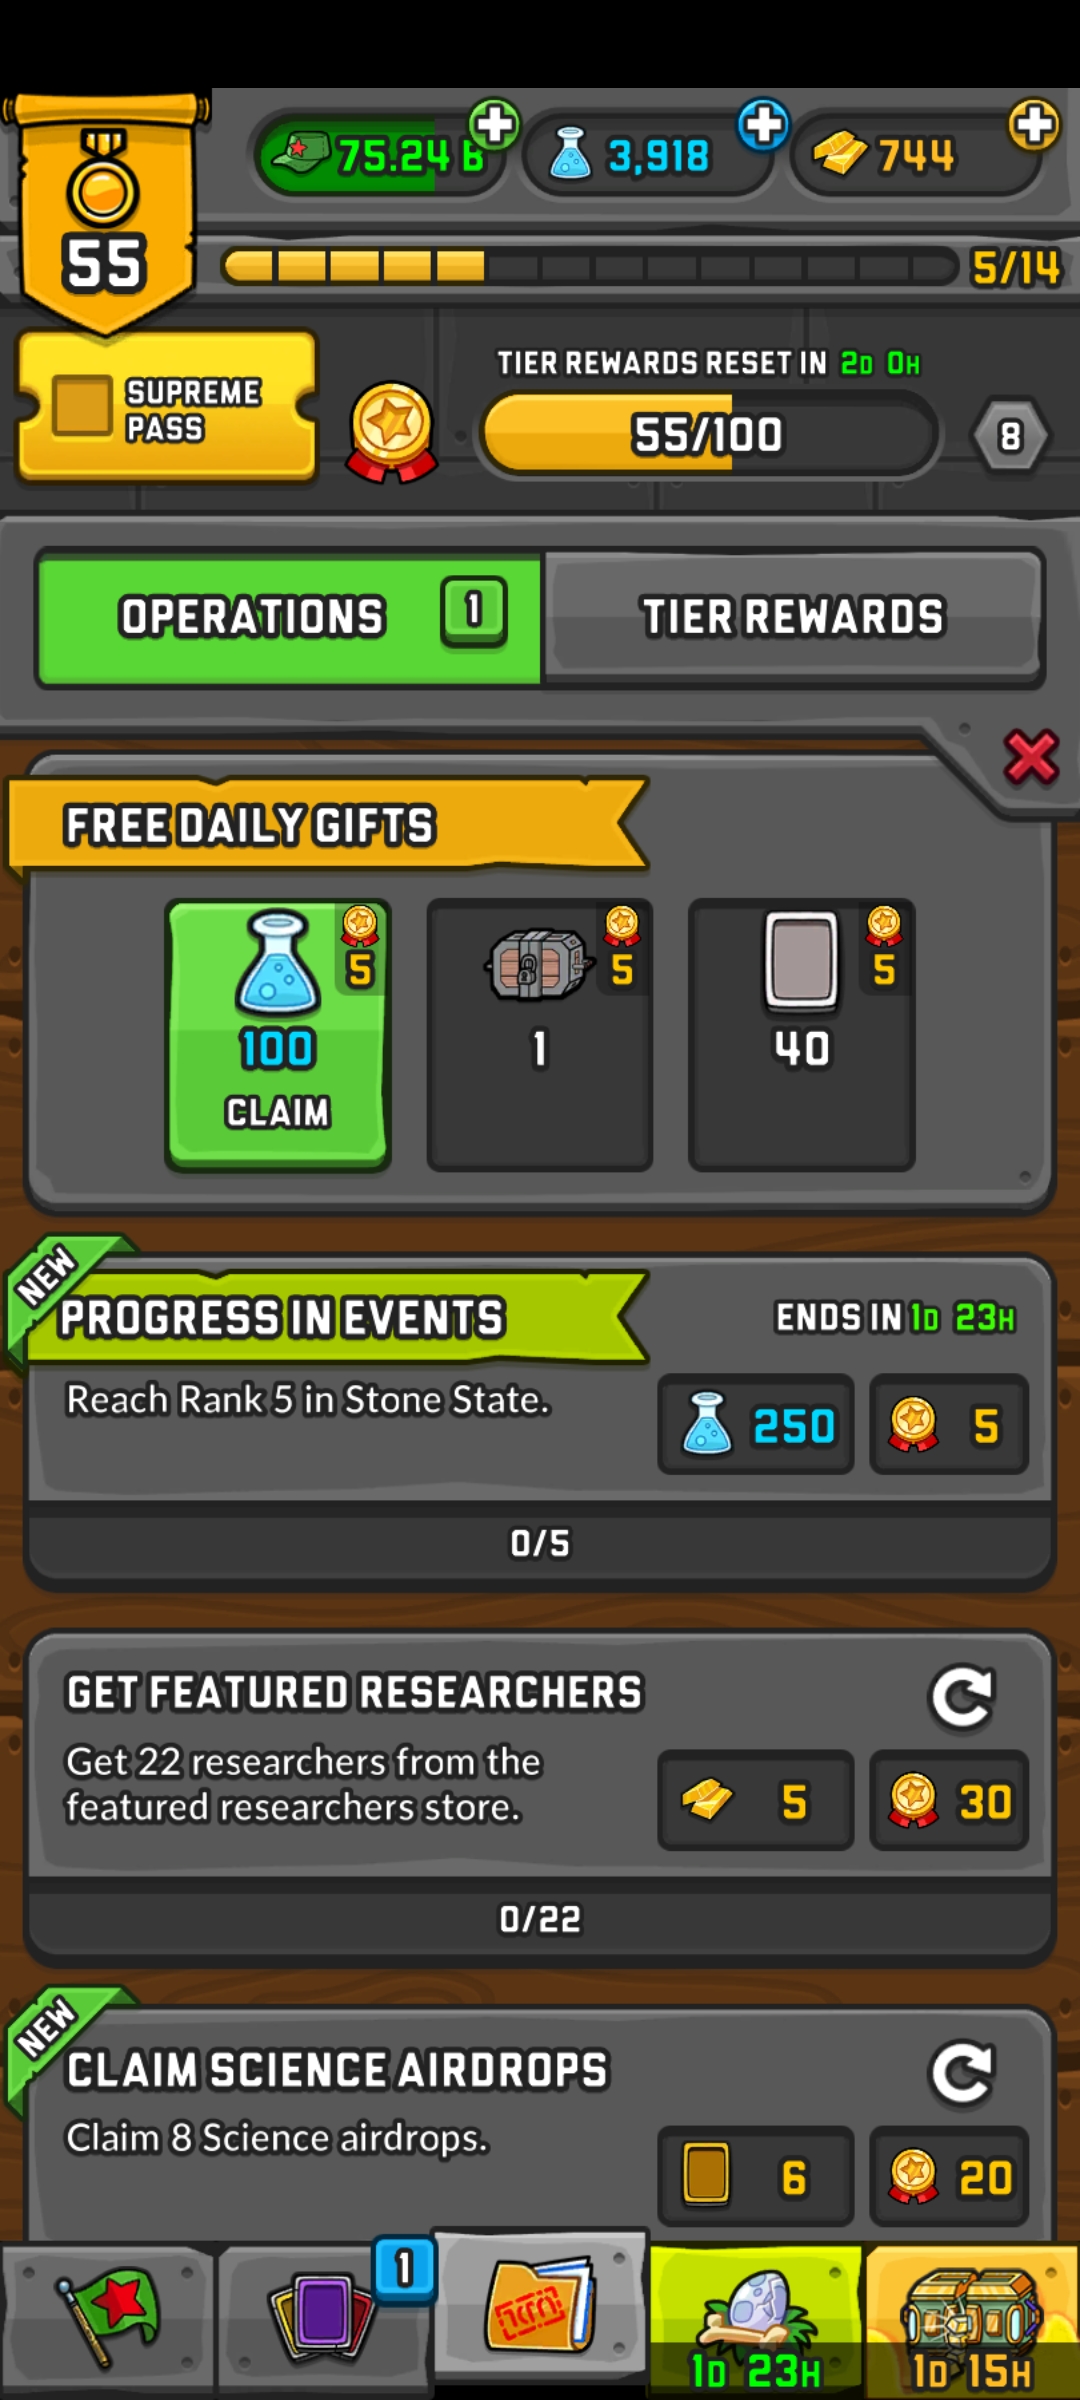 55
75.24 B
3,918
744
5/14
SUPREME
PASS
TIER REWARDS RESET IN 2D 0H
55/100
8
OPERATIONS 1
TIER REWARDS
FREE DAILY GIFTS
5
5
5
100
1
40
CLAIM
NEW
PROGRESS IN EVENTS
ENDS IN 1D 23H
Reach Rank 5 in Stone State.
250
5
0/5
GET FEATURED RESEARCHERS
Get 22 researchers from the
featured researchers store.
5
30
0/22
NEW
CLAIM SCIENCE AIRDROPS
Claim 8 Science airdrops.
6
20
1
1D 23H
1D 15H